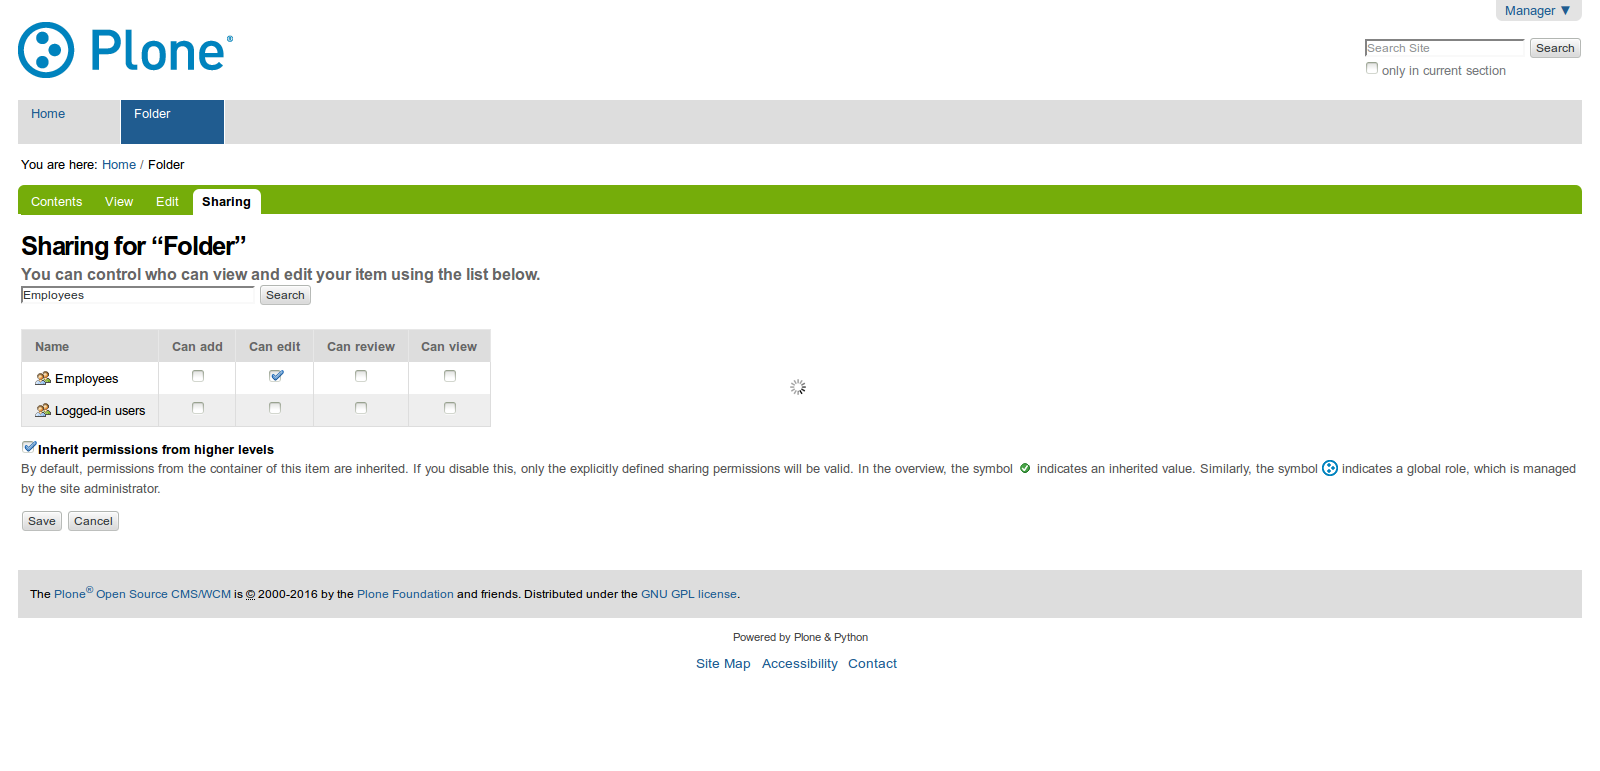 Manager ▼
Plone®
Search Site Search
only in current section
Home Folder
You are here: Home / Folder
Contents View Edit Sharing
Sharing for “Folder”
You can control who can view and edit your item using the list below.
Employees Search
Name Can add Can edit Can review Can view
Employees
Logged-in users
Inherit permissions from higher levels
By default, permissions from the container of this item are inherited. If you disable this, only the explicitly defined sharing permissions will be valid. In the overview, the symbol indicates an inherited value. Similarly, the symbol indicates a global role, which is managed
by the site administrator.
Save Cancel
The Plone® Open Source CMS/WCM is © 2000-2016 by the Plone Foundation and friends. Distributed under the GNU GPL license.
Powered by Plone & Python
Site Map Accessibility Contact